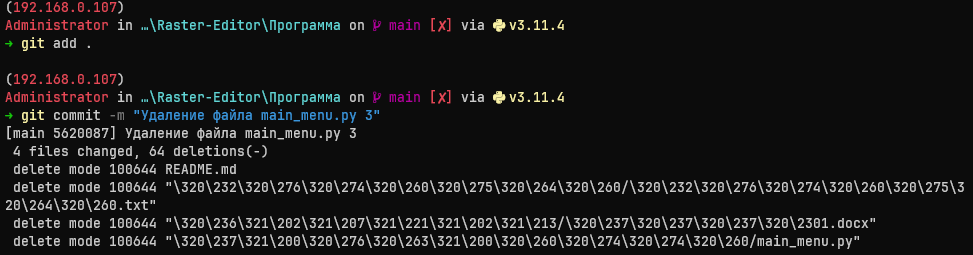 (192.168.0.107)
Administrator in …\Raster-Editor\Программа on main [✗] via v3.11.4
➜ git add .
(192.168.0.107)
Administrator in …\Raster-Editor\Программа on main [✗] via v3.11.4
➜ git commit -m "Удаление файла main_menu.py 3"
[main 5620087] Удаление файла main_menu.py 3
4 files changed, 64 deletions(-)
delete mode 100644 README.md
delete mode 100644 "\320\232\320\276\320\274\320\260\320\275\320\264\320\260/\320\232\320\276\320\274\320\260\320\275\3
20\264\320\260.txt"
delete mode 100644 "\320\236\321\202\321\207\321\221\321\202\321\213/\320\237\320\237\320\237\320\2301.docx"
delete mode 100644 "\320\237\321\200\320\276\320\263\321\200\320\260\320\274\320\274\320\260/main_menu.py"